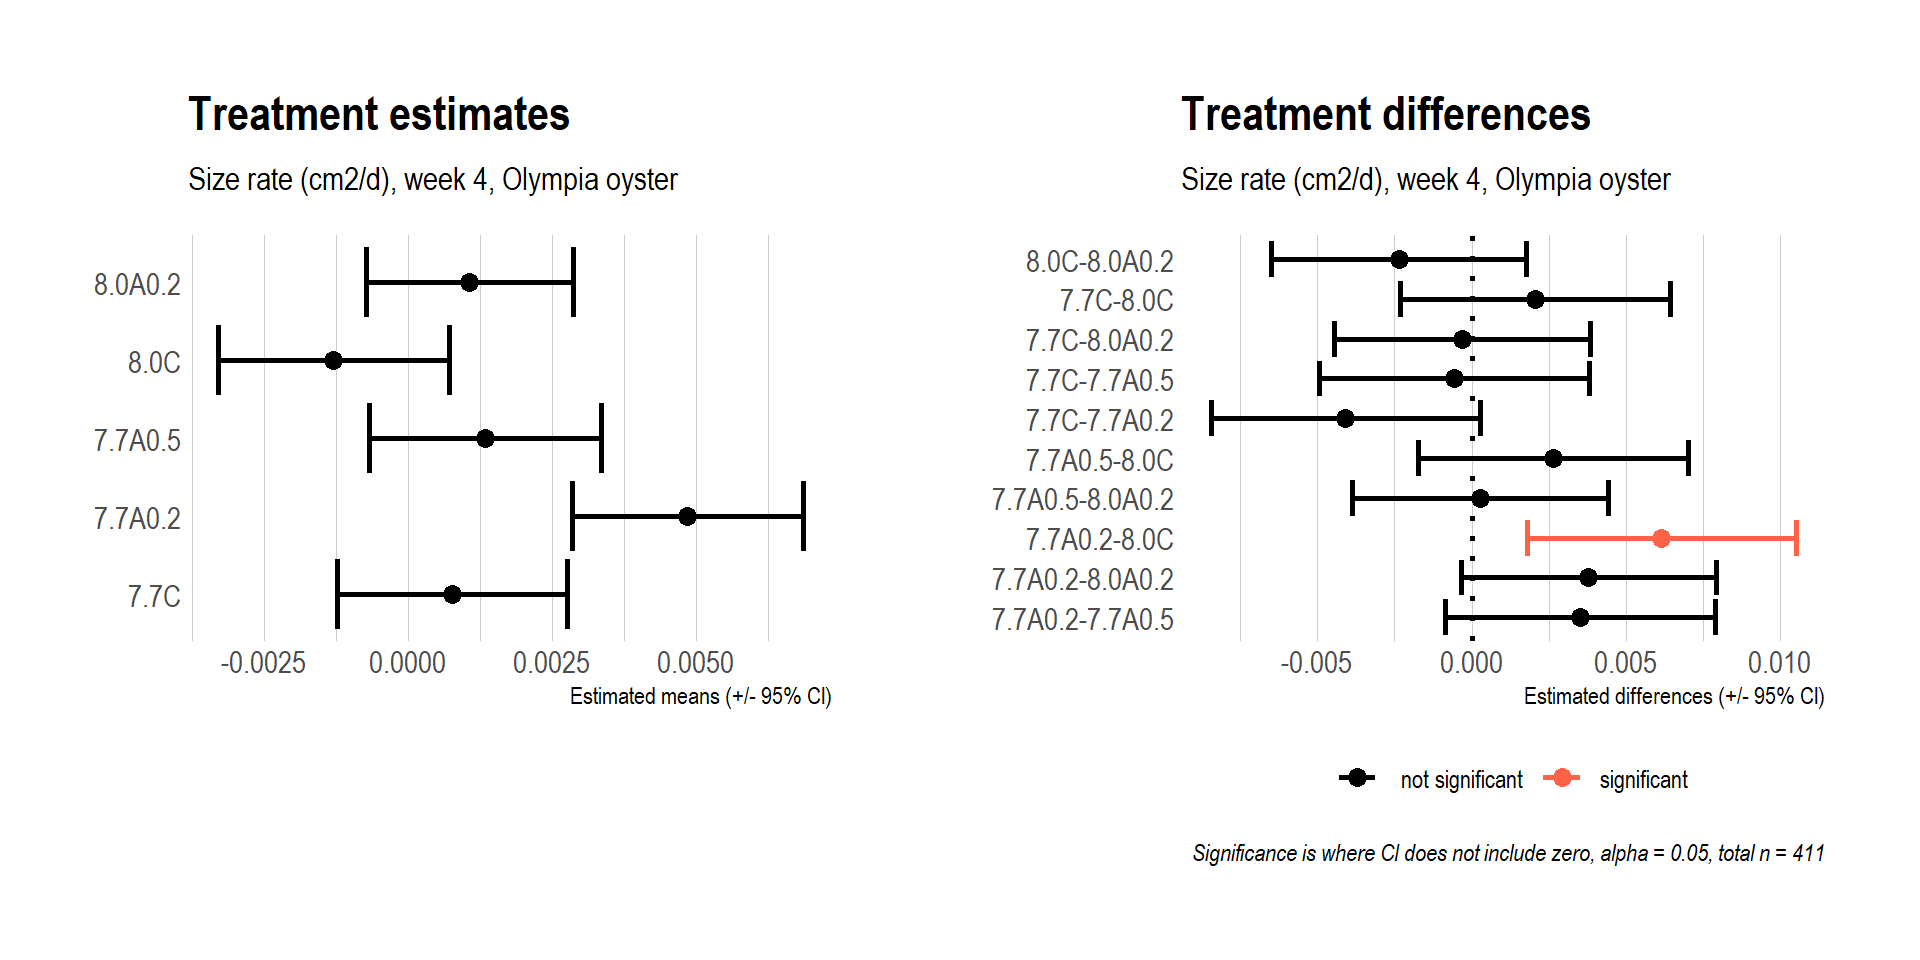 Treatment estimates
Size rate (cm2/d), week 4, Olympia oyster
8.0A0.2
8.0C
7.7A0.5
7.7A0.2
7.7C
-0.0025 0.0000 0.0025 0.0050
Estimated means (+/- 95% CI)
Treatment differences
Size rate (cm2/d), week 4, Olympia oyster
8.0C-8.0A0.2
7.7C-8.0C
7.7C-8.0A0.2
7.7C-7.7A0.5
7.7C-7.7A0.2
7.7A0.5-8.0C
7.7A0.5-8.0A0.2
7.7A0.2-8.0C
7.7A0.2-8.0A0.2
7.7A0.2-7.7A0.5
-0.005 0.000 0.005 0.010
Estimated differences (+/- 95% CI)
not significant significant
Significance is where CI does not include zero, alpha = 0.05, total n = 411